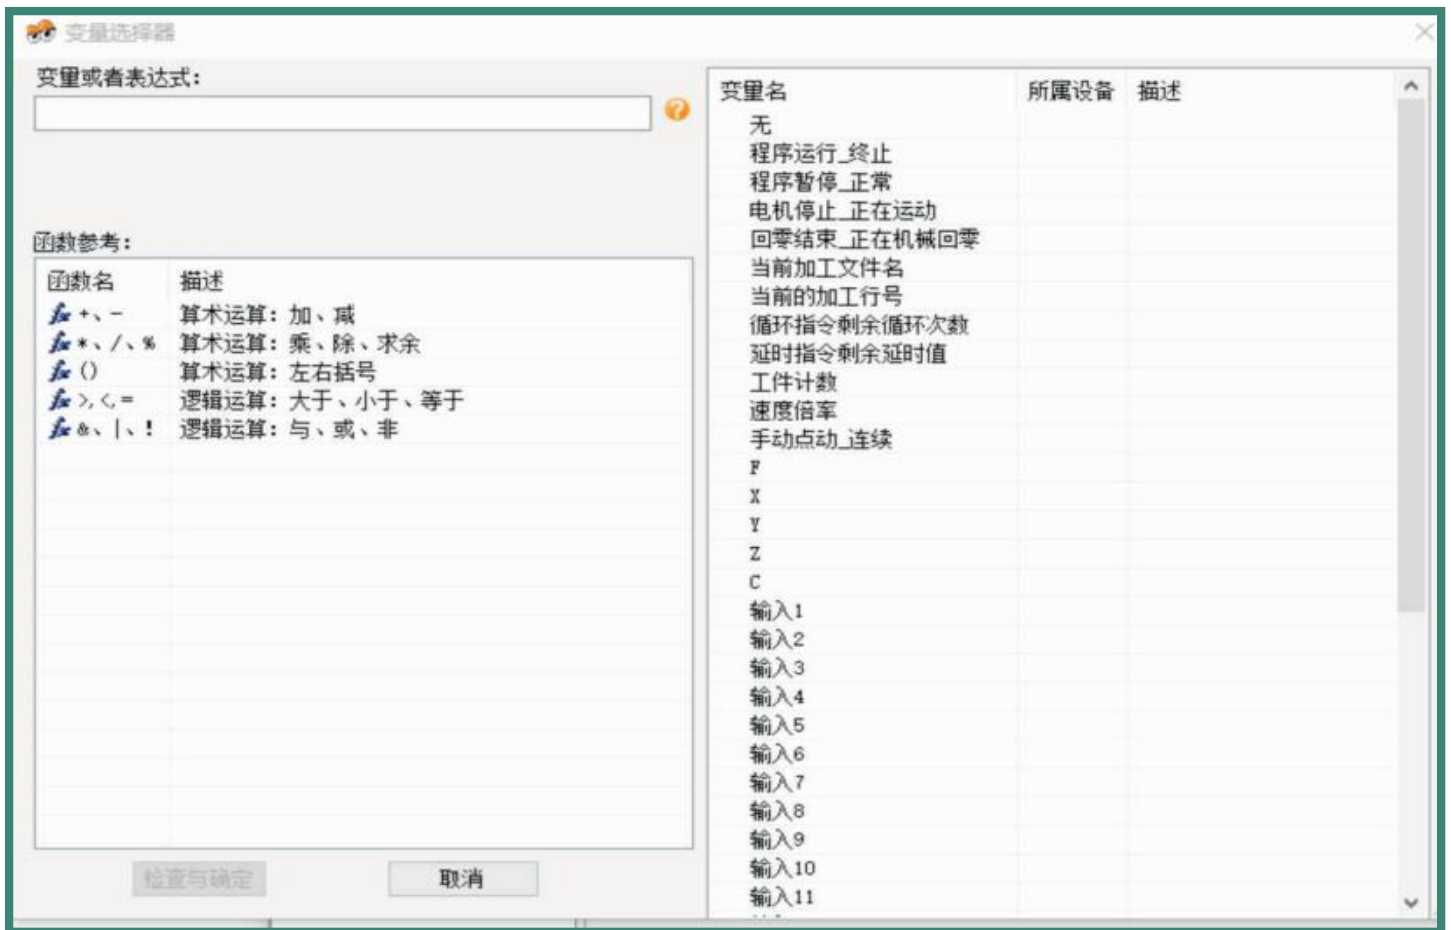 变量选择器
变量或者表达式:
函数参考:
函数名 描述
+、- 算术运算: 加、减
*、/、% 算术运算: 乘、除、求余
() 算术运算: 左右括号
>,<,= 逻辑运算: 大于、小于、等于
&、|、! 逻辑运算: 与、或、非
检查与确定 取消
变量名 所属设备 描述
无
程序运行_终止
程序暂停_正常
电机停止_正在运动
回零结束_正在机械回零
当前加工文件名
当前的加工行号
循环指令剩余循环次数
延时指令剩余延时值
工件计数
速度倍率
手动点动_连续
F
X
Y
Z
C
输入1
输入2
输入3
输入4
输入5
输入6
输入7
输入8
输入9
输入10
输入11